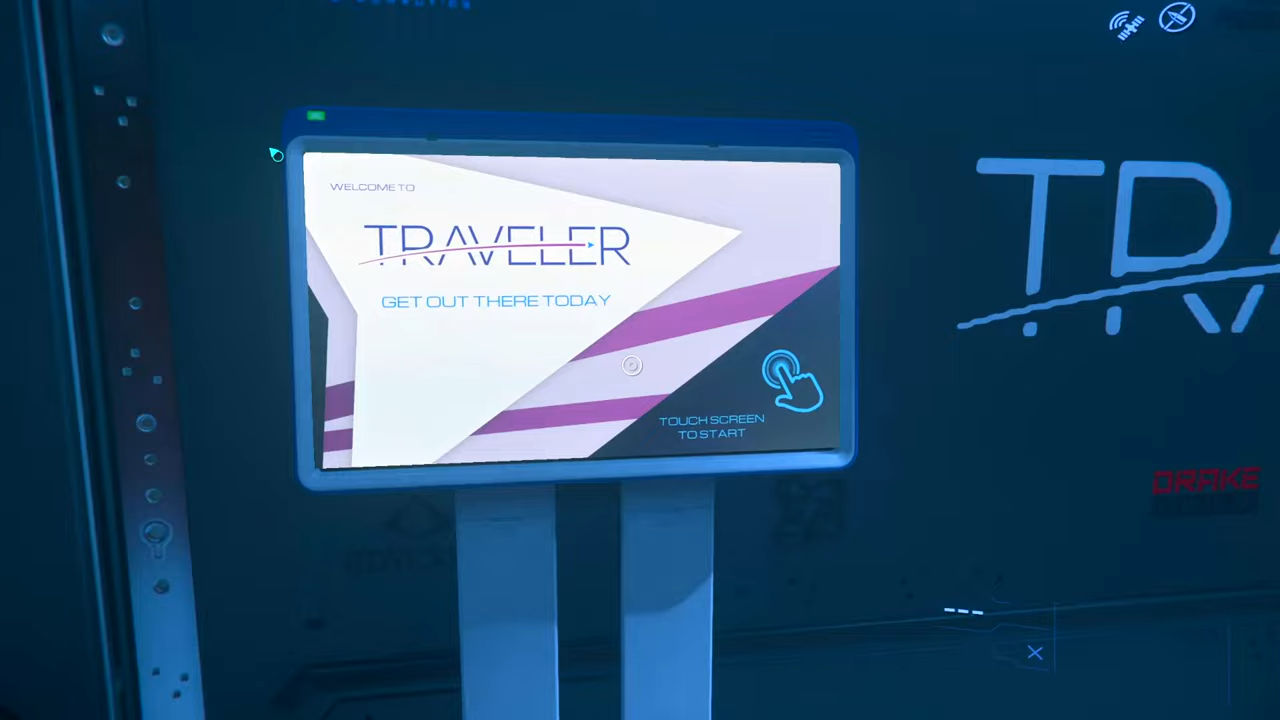 WELCOME TO
TRAVELER
GET OUT THERE TODAY
TOUCH SCREEN
TO START
DRAKE